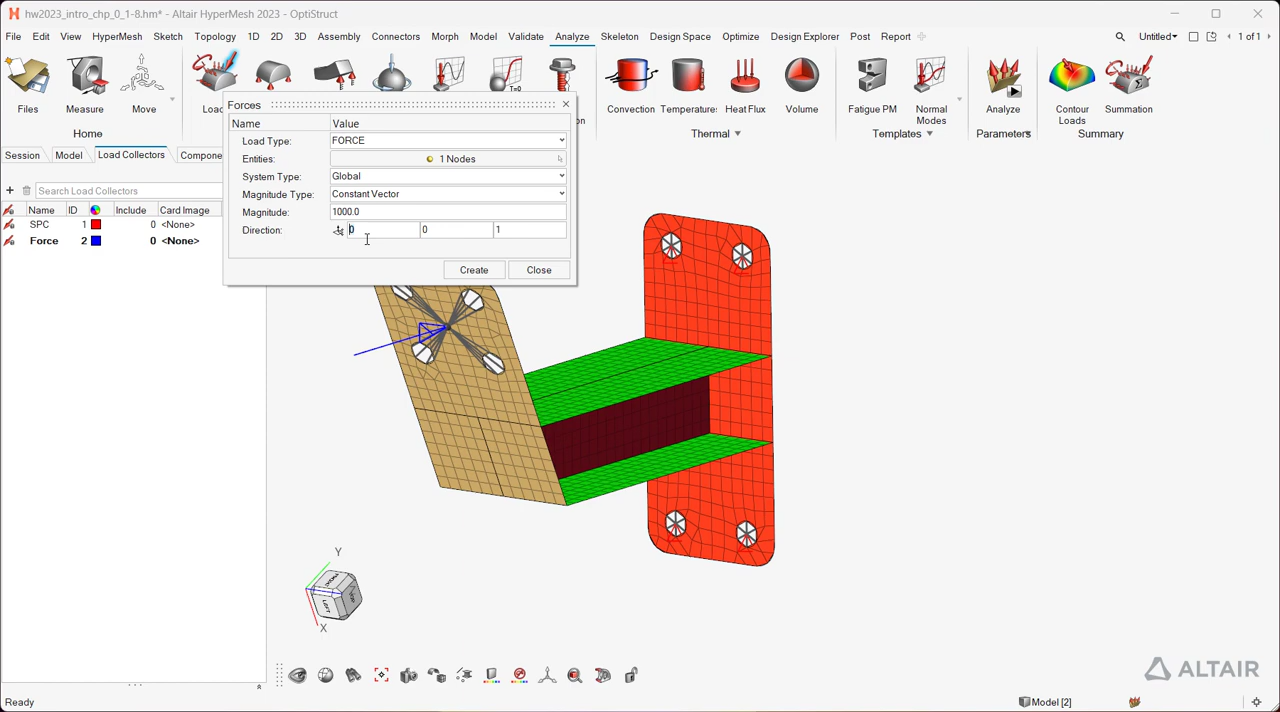 hw2023_intro_chp_0_1-8.hm* - Altair HyperMesh 2023 - OptiStruct
File Edit View HyperMesh Sketch Topology 1D 2D 3D Assembly Connectors Morph Model Validate Analyze Skeleton Design Space Optimize Design Explorer Post Report Untitled 1 of 1
Files Measure Move Load Convection Temperature Heat Flux Volume Fatigue PM Normal Modes Analyze Contour Loads Summation
Home Thermal Templates Parameters Summary
Forces
Name Value
Load Type: FORCE
Entities: 1 Nodes
System Type: Global
Magnitude Type: Constant Vector
Magnitude: 1000.0
Direction: 0 0 1
Create Close
Session Model Load Collectors
Search Load Collectors
Name ID Include Card Image
SPC 1 0 <None>
Force 2 0 <None>
Y
LEFT
X
ALTAIR
Ready Model [2]